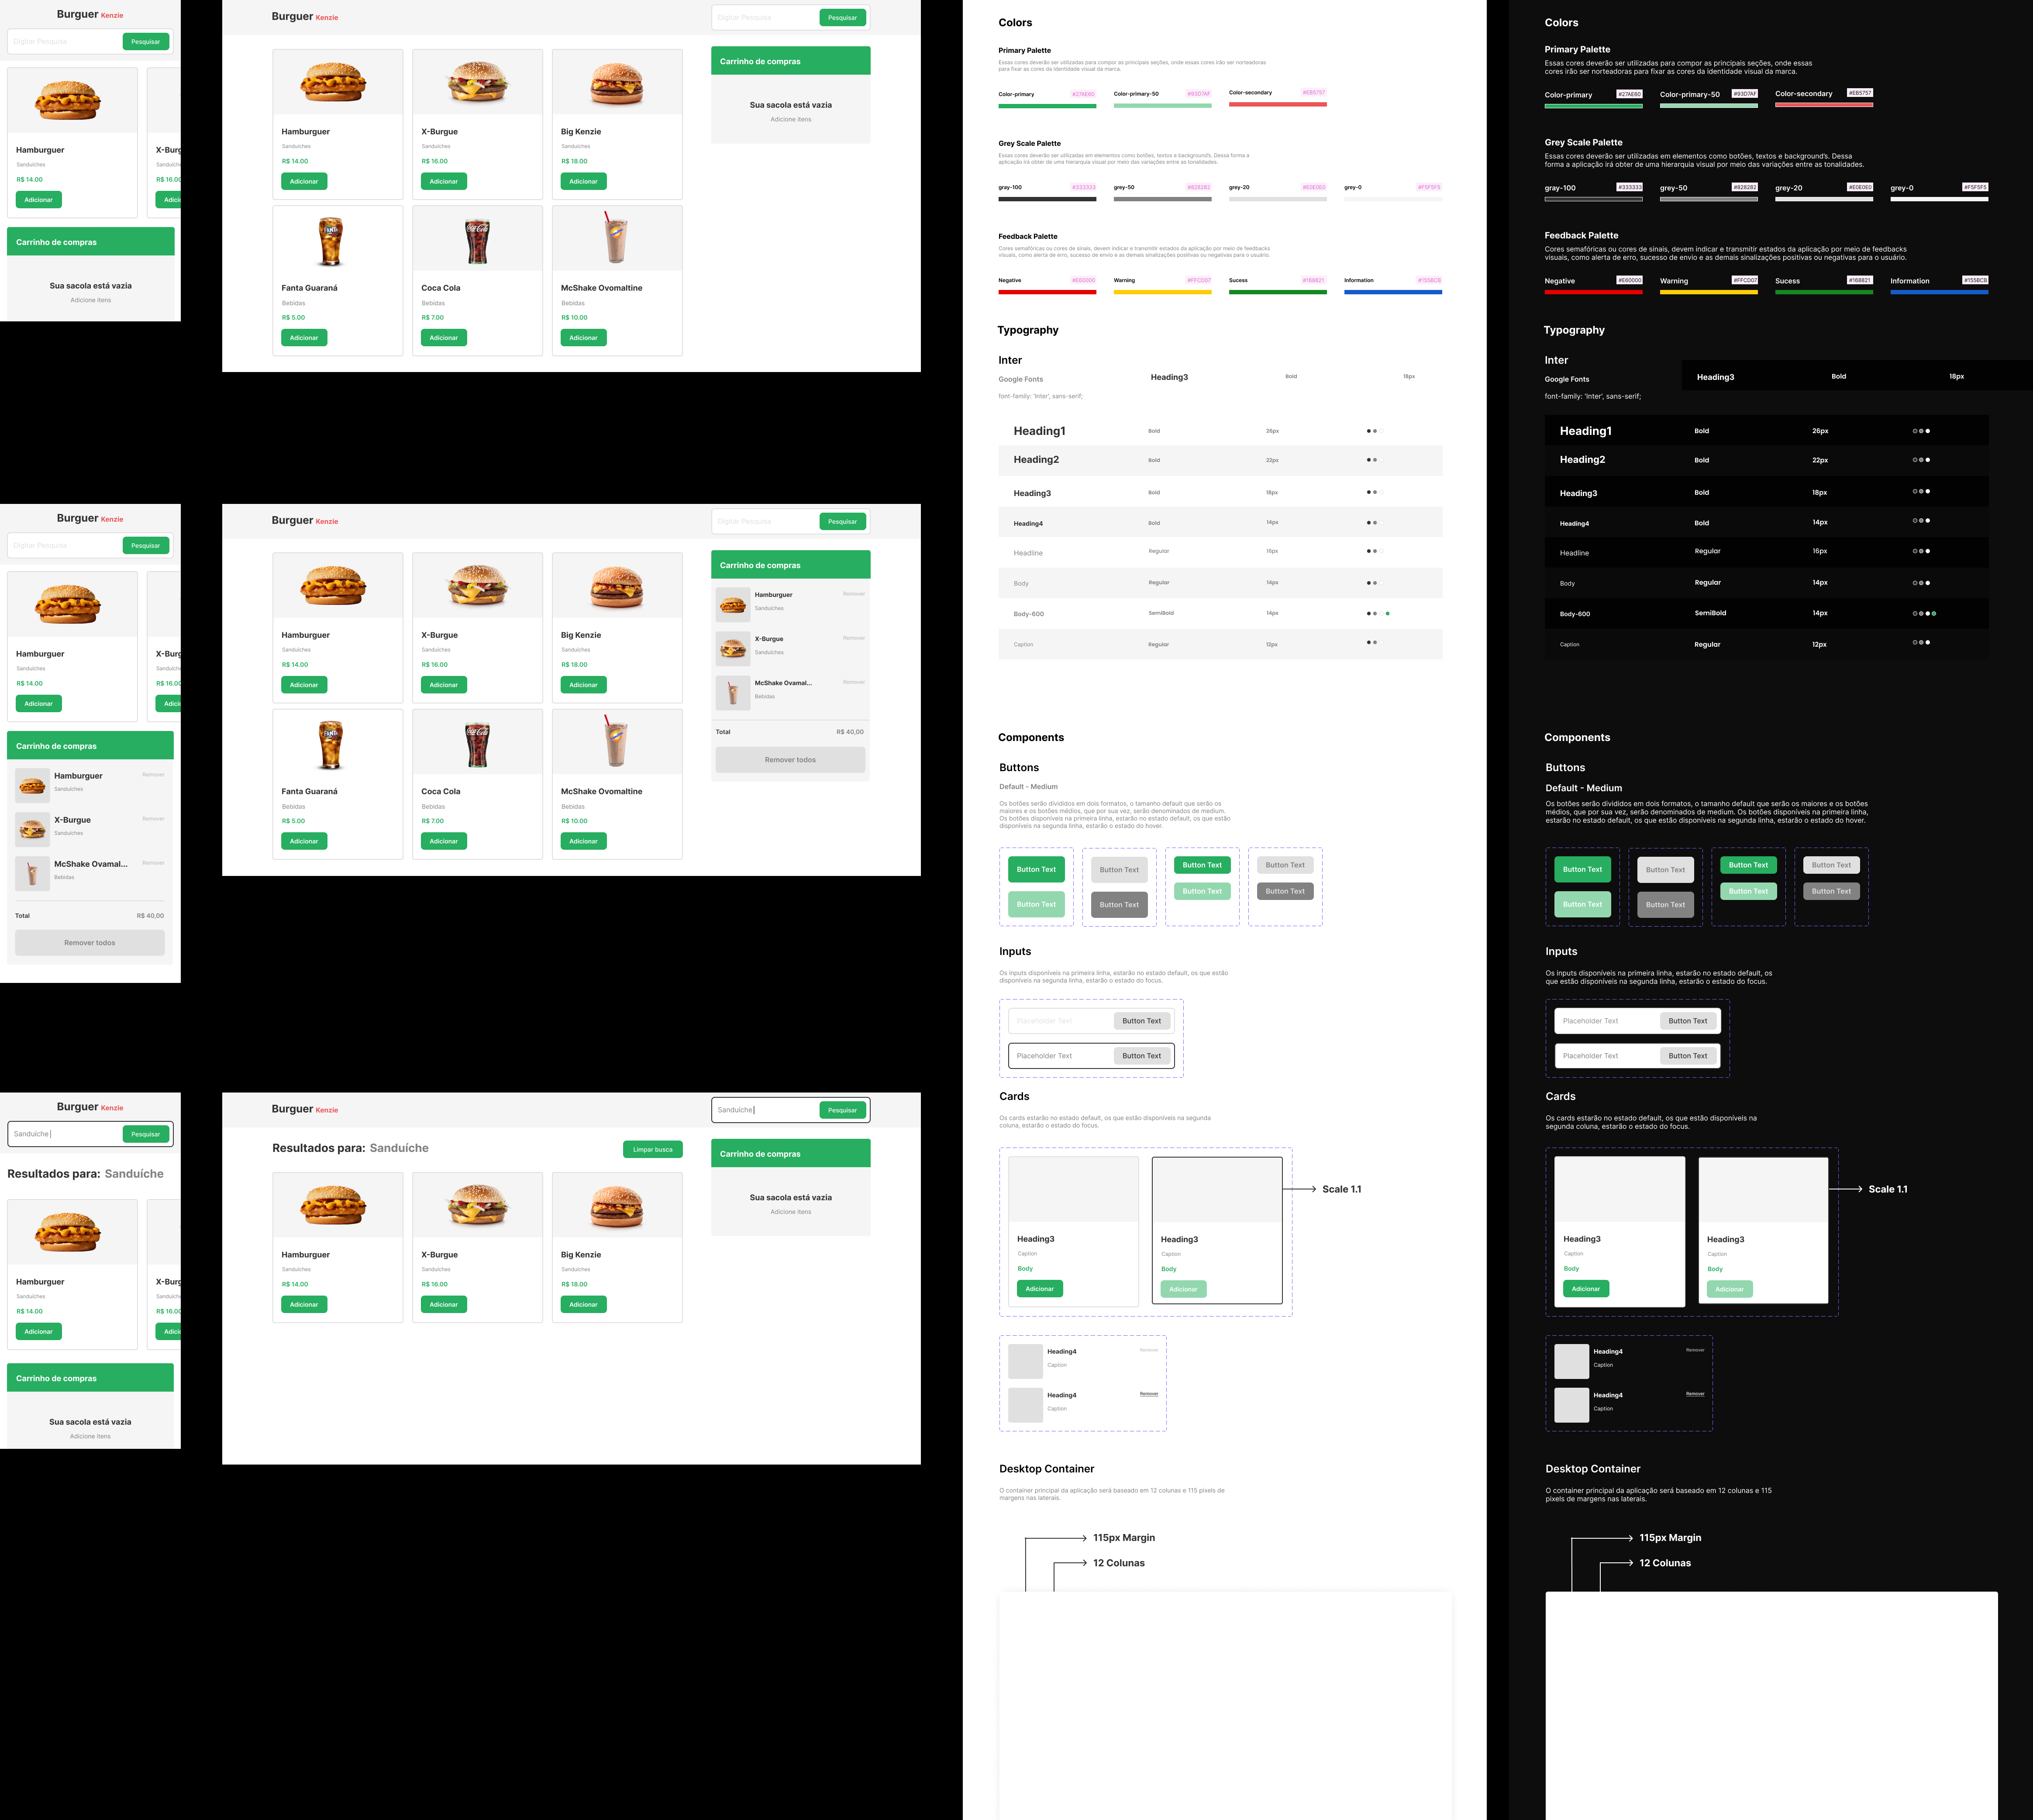 Burguer Kenzie
Digitar Pesquisa
Pesquisar
Hamburguer
Sanduíches
R$ 14.00
Adicionar
X-Burg
Sanduích
R$ 16.00
Adici
Carrinho de compras
Sua sacola está vazia
Adicione itens
Burguer Kenzie
Digitar Pesquisa
Pesquisar
Hamburguer
Sanduíches
R$ 14.00
Adicionar
X-Burgue
Sanduíches
R$ 16.00
Adicionar
Big Kenzie
Sanduíches
R$ 18.00
Adicionar
Fanta Guaraná
Bebidas
R$ 5.00
Adicionar
Coca Cola
Bebidas
R$ 7.00
Adicionar
McShake Ovomaltine
Bebidas
R$ 10.00
Adicionar
Carrinho de compras
Sua sacola está vazia
Adicione itens
Burguer Kenzie
Digitar Pesquisa
Pesquisar
Hamburguer
Sanduíches
R$ 14.00
Adicionar
X-Burg
Sanduích
R$ 16.00
Adici
Carrinho de compras
Hamburguer
Sanduíches
Remover
X-Burgue
Sanduíches
Remover
McShake Ovamal...
Bebidas
Remover
Total
R$ 40,00
Remover todos
Burguer Kenzie
Digitar Pesquisa
Pesquisar
Hamburguer
Sanduíches
R$ 14.00
Adicionar
X-Burgue
Sanduíches
R$ 16.00
Adicionar
Big Kenzie
Sanduíches
R$ 18.00
Adicionar
Fanta Guaraná
Bebidas
R$ 5.00
Adicionar
Coca Cola
Bebidas
R$ 7.00
Adicionar
McShake Ovomaltine
Bebidas
R$ 10.00
Adicionar
Carrinho de compras
Hamburguer
Sanduíches
Remover
X-Burgue
Sanduíches
Remover
McShake Ovamal...
Bebidas
Remover
Total
R$ 40,00
Remover todos
Burguer Kenzie
Sanduíche
Pesquisar
Resultados para: Sanduíche
Hamburguer
Sanduíches
R$ 14.00
Adicionar
X-Burg
Sanduích
R$ 16.00
Adici
Carrinho de compras
Sua sacola está vazia
Adicione itens
Burguer Kenzie
Sanduíche
Pesquisar
Resultados para: Sanduíche
Limpar busca
Hamburguer
Sanduíches
R$ 14.00
Adicionar
X-Burgue
Sanduíches
R$ 16.00
Adicionar
Big Kenzie
Sanduíches
R$ 18.00
Adicionar
Carrinho de compras
Sua sacola está vazia
Adicione itens
Colors
Primary Palette
Essas cores deverão ser utilizadas para compor as principais seções, onde essas cores irão ser norteadoras
para fixar as cores da identidade visual da marca.
Color-primary #27AE60
Color-primary-50 #93D7AF
Color-secondary #EB5757
Grey Scale Palette
Essas cores deverão ser utilizadas em elementos como botões, textos e background's. Dessa forma a
aplicação irá obter de uma hierarquia visual por meio das variações entre as tonalidades.
gray-100 #333333
grey-50 #828282
grey-20 #E0E0E0
grey-0 #F5F5F5
Feedback Palette
Cores semafóricas ou cores de sinais, devem indicar e transmitir estados da aplicação por meio de feedbacks
visuais, como alerta de erro, sucesso de envio e as demais sinalizações positivas ou negativas para o usuário.
Negative #E60000
Warning #FFCD07
Sucess #168821
Information #155BCB
Typography
Inter
Google Fonts
font-family: 'Inter', sans-serif;
Heading3 Bold 18px
Heading1 Bold 26px
Heading2 Bold 22px
Heading3 Bold 18px
Heading4 Bold 14px
Headline Regular 16px
Body Regular 14px
Body-600 SemiBold 14px
Caption Regular 12px
Components
Buttons
Default - Medium
Os botões serão divididos em dois formatos, o tamanho default que serão os
maiores e os botões médios, que por sua vez, serão denominados de medium.
Os botões disponíveis na primeira linha, estarão no estado default, os que estão
disponíveis na segunda linha, estarão o estado do hover.
Button Text Button Text Button Text Button Text
Button Text Button Text Button Text Button Text
Inputs
Os inputs disponíveis na primeira linha, estarão no estado default, os que estão
disponíveis na segunda linha, estarão o estado do focus.
Placeholder Text Button Text
Placeholder Text Button Text
Cards
Os cards estarão no estado default, os que estão disponíveis na segunda
coluna, estarão o estado do focus.
Heading3
Caption
Body
Adicionar
Heading3
Caption
Body
Adicionar
Scale 1.1
Heading4
Caption
Remover
Heading4
Caption
Remover
Desktop Container
O container principal da aplicação será baseado em 12 colunas e 115 pixels de
margens nas laterais.
115px Margin
12 Colunas
Colors
Primary Palette
Essas cores deverão ser utilizadas para compor as principais seções, onde essas
cores irão ser norteadoras para fixar as cores da identidade visual da marca.
Color-primary #27AE60
Color-primary-50 #93D7AF
Color-secondary #EB5757
Grey Scale Palette
Essas cores deverão ser utilizadas em elementos como botões, textos e background's. Dessa
forma a aplicação irá obter de uma hierarquia visual por meio das variações entre as tonalidades.
gray-100 #333333
grey-50 #828282
grey-20 #E0E0E0
grey-0 #F5F5F5
Feedback Palette
Cores semafóricas ou cores de sinais, devem indicar e transmitir estados da aplicação por meio de feedbacks
visuais, como alerta de erro, sucesso de envio e as demais sinalizações positivas ou negativas para o usuário.
Negative #E60000
Warning #FFCD07
Sucess #168821
Information #155BCB
Typography
Inter
Google Fonts
font-family: 'Inter', sans-serif;
Heading3 Bold 18px
Heading1 Bold 26px
Heading2 Bold 22px
Heading3 Bold 18px
Heading4 Bold 14px
Headline Regular 16px
Body Regular 14px
Body-600 SemiBold 14px
Caption Regular 12px
Components
Buttons
Default - Medium
Os botões serão divididos em dois formatos, o tamanho default que serão os maiores e os botões
médios, que por sua vez, serão denominados de medium. Os botões disponíveis na primeira linha,
estarão no estado default, os que estão disponíveis na segunda linha, estarão o estado do hover.
Button Text Button Text Button Text Button Text
Button Text Button Text Button Text Button Text
Inputs
Os inputs disponíveis na primeira linha, estarão no estado default, os
que estão disponíveis na segunda linha, estarão o estado do focus.
Placeholder Text Button Text
Placeholder Text Button Text
Cards
Os cards estarão no estado default, os que estão disponíveis na
segunda coluna, estarão o estado do focus.
Heading3
Caption
Body
Adicionar
Heading3
Caption
Body
Adicionar
Scale 1.1
Heading4
Caption
Remover
Heading4
Caption
Remover
Desktop Container
O container principal da aplicação será baseado em 12 colunas e 115
pixels de margens nas laterais.
115px Margin
12 Colunas